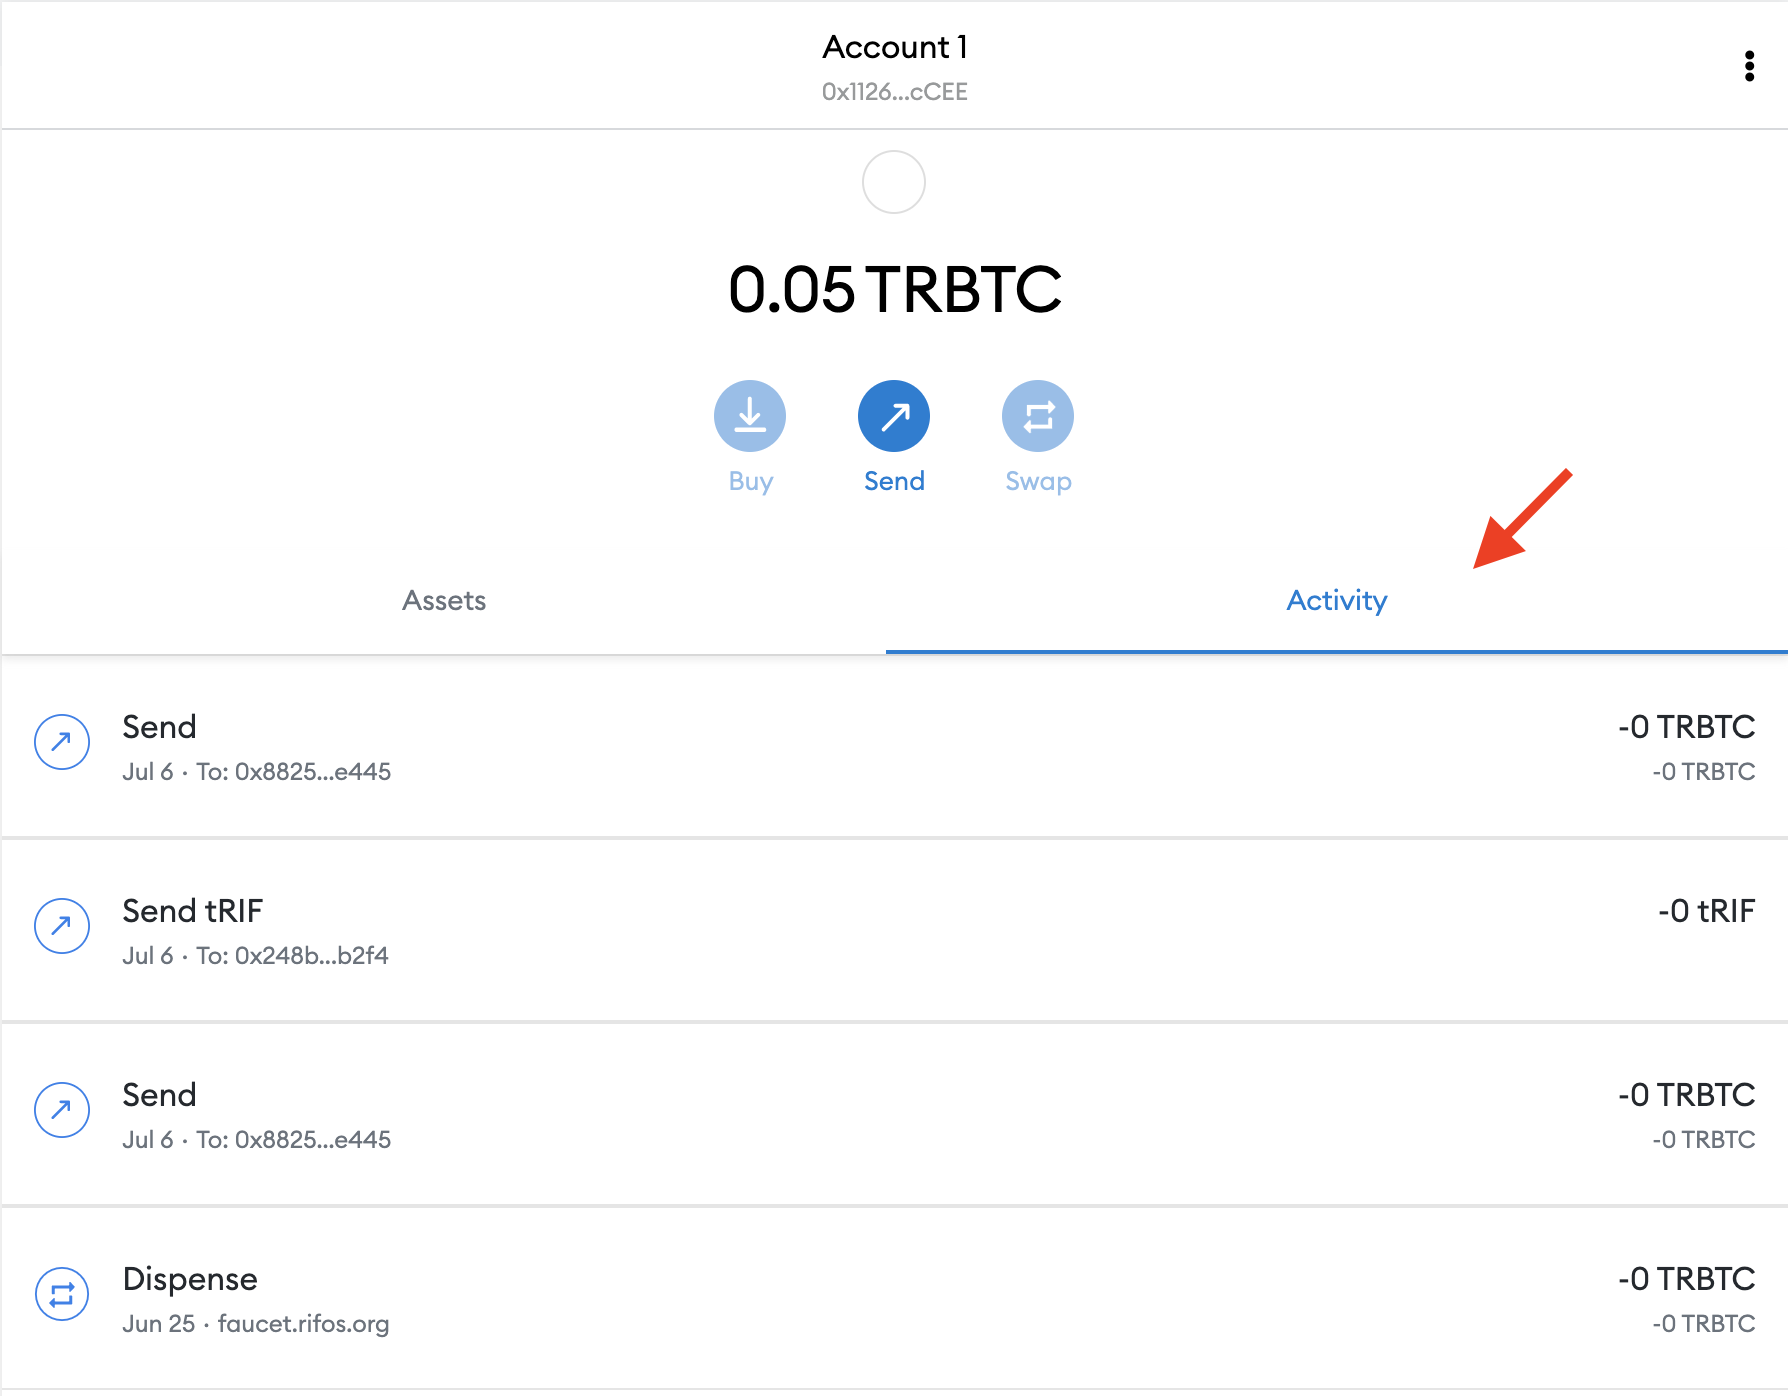 Account 1
0x1126...cCEE
0.05 TRBTC
Buy Send Swap
Assets Activity
Send -0 TRBTC
Jul 6 · To: 0x8825...e445 -0 TRBTC
Send tRIF -0 tRIF
Jul 6 · To: 0x248b...b2f4
Send -0 TRBTC
Jul 6 · To: 0x8825...e445 -0 TRBTC
Dispense -0 TRBTC
Jun 25 · faucet.rifos.org -0 TRBTC